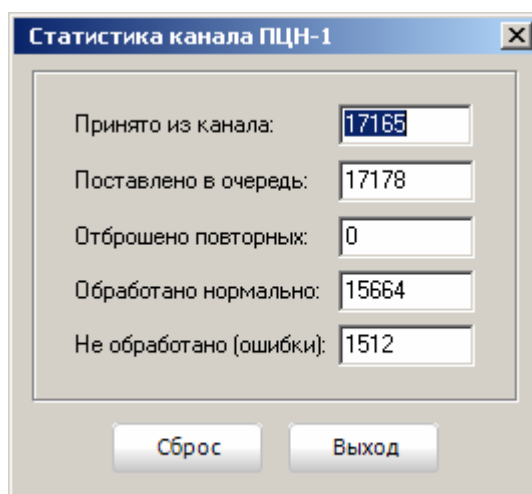 Статистика канала ПЦН-1
Принято из канала: 17165
Поставлено в очередь: 17178
Отброшено повторных: 0
Обработано нормально: 15664
Не обработано (ошибки): 1512
Сброс Выход